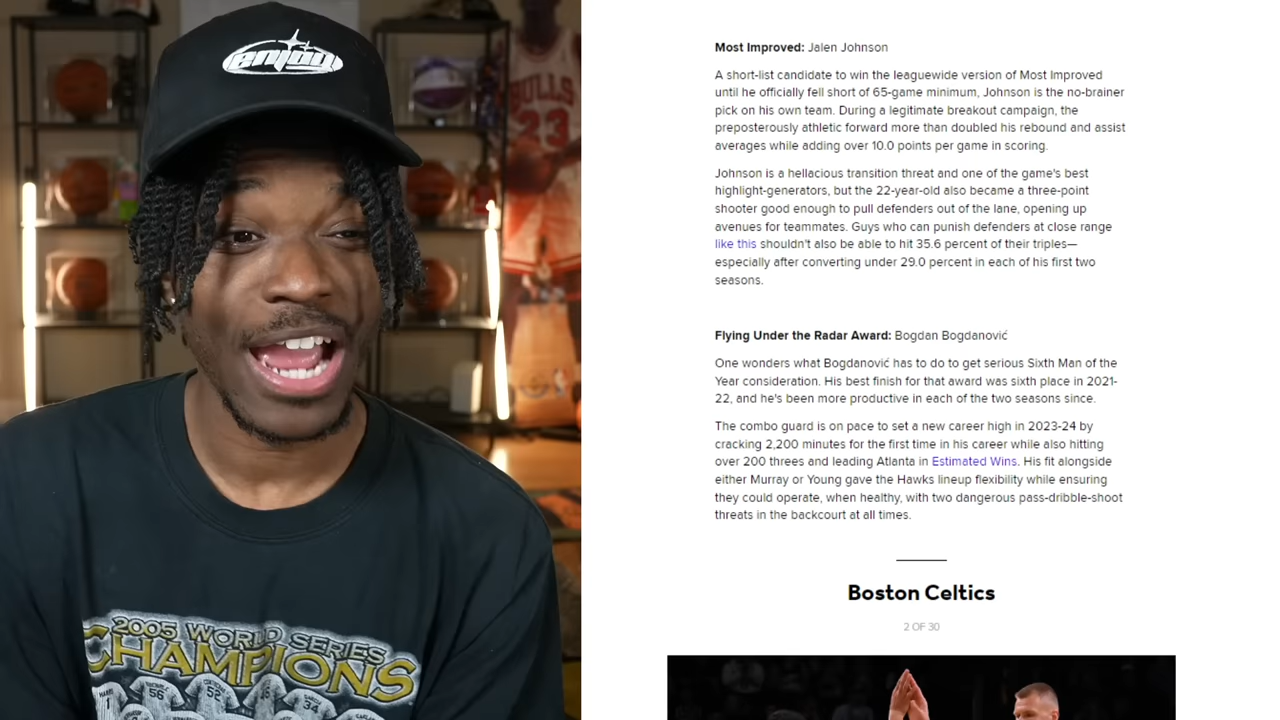 enjoy
BULLS
23
2005 WORLD SERIES
CHAMPIONS
56
52
34
Most Improved: Jalen Johnson
A short-list candidate to win the leaguewide version of Most Improved
until he officially fell short of 65-game minimum, Johnson is the no-brainer
pick on his own team. During a legitimate breakout campaign, the
preposterously athletic forward more than doubled his rebound and assist
averages while adding over 10.0 points per game in scoring.
Johnson is a hellacious transition threat and one of the game's best
highlight-generators, but the 22-year-old also became a three-point
shooter good enough to pull defenders out of the lane, opening up
avenues for teammates. Guys who can punish defenders at close range
like this shouldn't also be able to hit 35.6 percent of their triples—
especially after converting under 29.0 percent in each of his first two
seasons.
Flying Under the Radar Award: Bogdan Bogdanović
One wonders what Bogdanović has to do to get serious Sixth Man of the
Year consideration. His best finish for that award was sixth place in 2021-
22, and he's been more productive in each of the two seasons since.
The combo guard is on pace to set a new career high in 2023-24 by
cracking 2,200 minutes for the first time in his career while also hitting
over 200 threes and leading Atlanta in Estimated Wins. His fit alongside
either Murray or Young gave the Hawks lineup flexibility while ensuring
they could operate, when healthy, with two dangerous pass-dribble-shoot
threats in the backcourt at all times.
Boston Celtics
2 OF 30